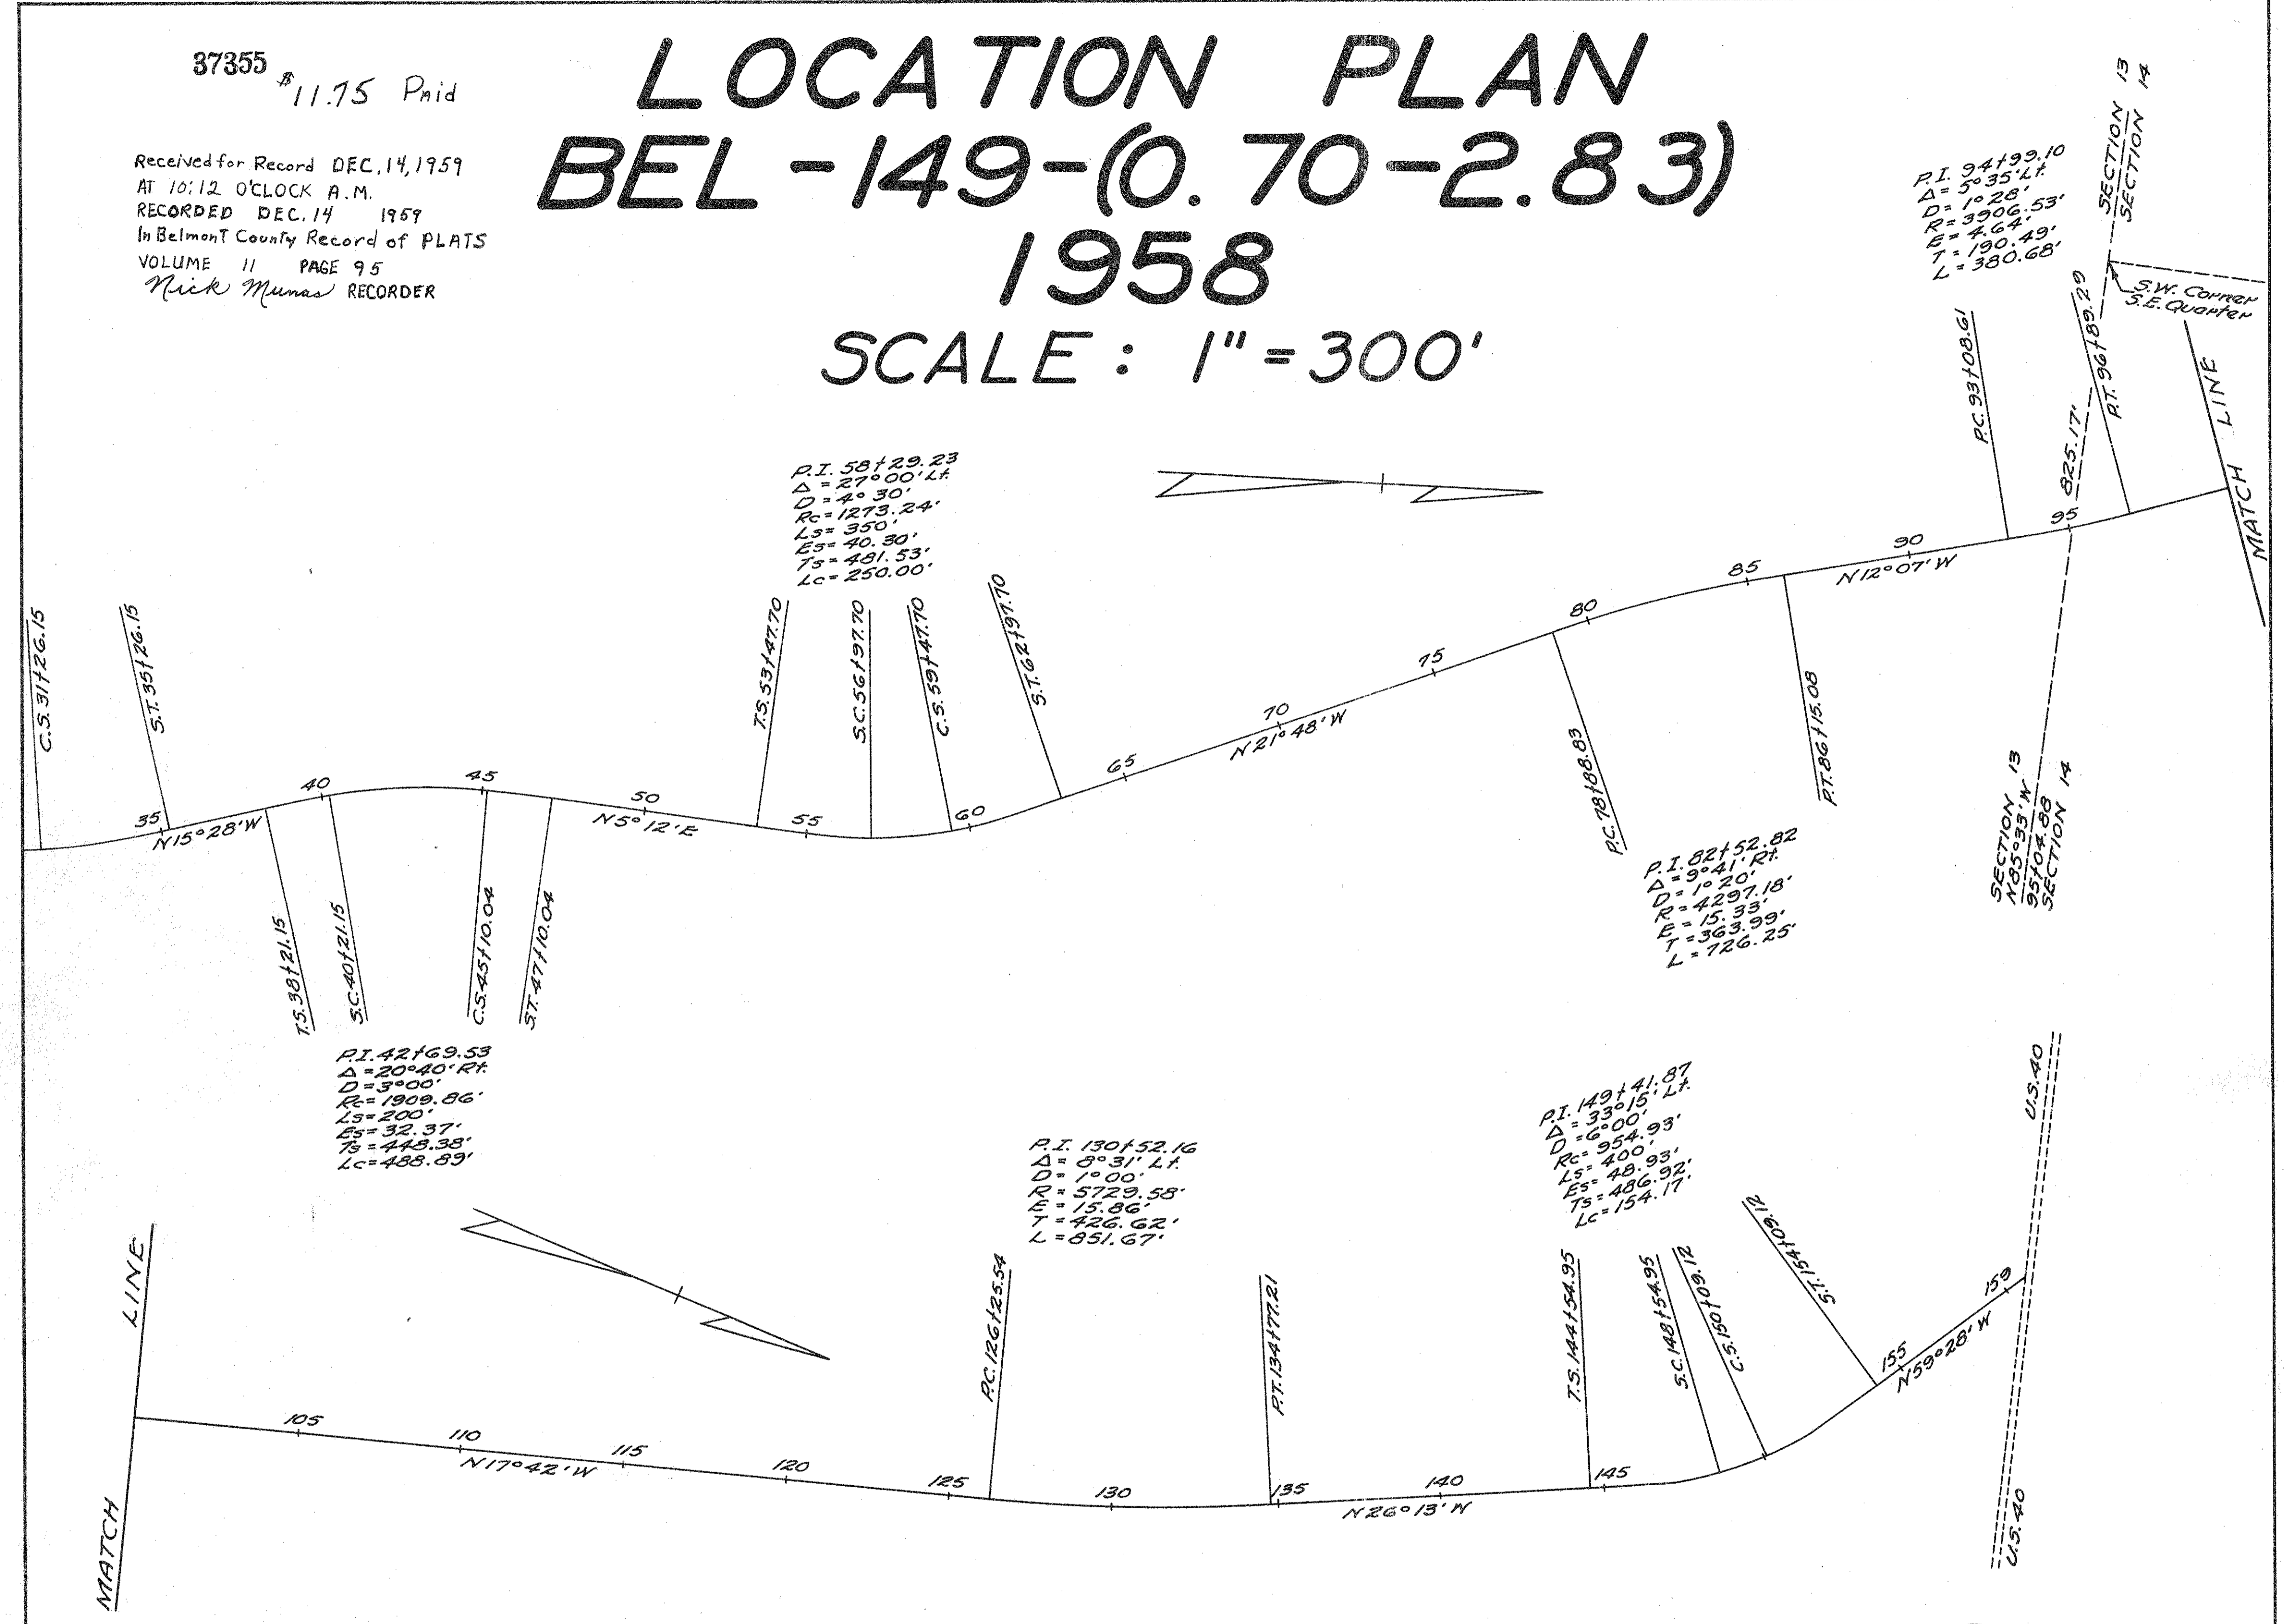 37355
$11.75 Paid
Received for Record DEC. 14, 1959
AT 10:12 O'CLOCK A.M.
RECORDED DEC. 14 1959
In Belmont County Record of PLATS
VOLUME 11 PAGE 95
Nick Munas RECORDER
LOCATION PLAN
BEL-149-(0.70-2.83)
1958
SCALE: 1"=300'
P.I. 94+99.10
Δ= 5°35' Lt.
D= 1°28'
R= 3906.53'
E= 4.64'
T= 190.49'
L= 380.68'
SECTION 13
SECTION 14
S.W. Corner
S.E. Quarter
P.C. 93+08.61
P.T. 96+89.29
825.17'
MATCH LINE
P.I. 58+29.23
Δ = 27°00' Lt.
D = 4°30'
Rc= 1273.24'
Ls= 350'
Es= 40.30'
Ts= 481.53'
Lc= 250.00'
C.S. 31+26.15
S.T. 35+26.15
T.S. 53+47.70
S.C. 56+97.70
C.S. 59+47.70
S.T. 62+97.70
35
N15°28'W
40
45
50
N5°12'E
55
60
65
70
N21°48'W
75
80
85
90
N12°07'W
95
T.S. 38+21.15
S.C. 40+21.15
C.S. 45+10.04
S.T. 47+10.04
P.C. 78+88.83
P.T. 86+15.08
P.I. 82+52.82
Δ = 9°41' Rt.
D= 1°20'
R= 4297.18'
E= 15.33'
T= 363.99'
L= 726.25'
SECTION 13
N85°33'W
95+04.88
SECTION 14
P.I. 42+69.53
Δ=20°40' Rt.
D=3°00'
Rc= 1909.86'
Ls=200'
Es=32.37'
Ts=448.38'
Lc=488.89'
P.I. 130+52.16
Δ= 8°31' Lt.
D= 1°00'
R = 5729.58'
E = 15.86'
T = 426.62'
L = 851.67'
P.I. 149+41.87
Δ = 33°15' Lt.
D =6°00'
Rc= 954.93'
Ls= 400'
Es= 48.93'
Ts= 486.92'
Lc= 154.17'
U.S. 40
MATCH LINE
P.C. 126+25.54
P.T. 134+77.21
T.S. 144+54.95
S.C. 148+54.95
C.S. 150+09.12
S.T. 154+09.12
105
110
N17°42'W
115
120
125
130
135
140
N26°13'W
145
155
N59°28'W
159
U.S. 40